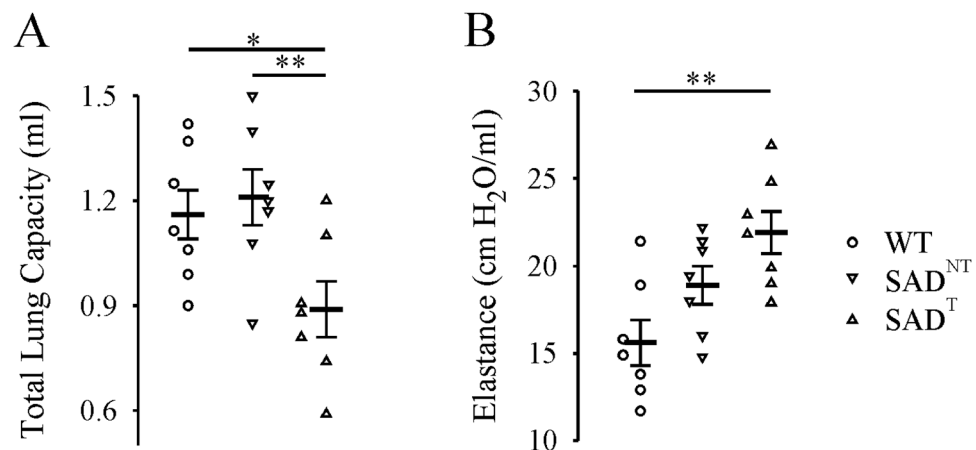 A
*
**
Total Lung Capacity (ml)
1.5
1.2
0.9
0.6
B
**
Elastance (cm H₂O/ml)
30
25
20
15
10
WT
SADᴺᵀ
SADᵀ